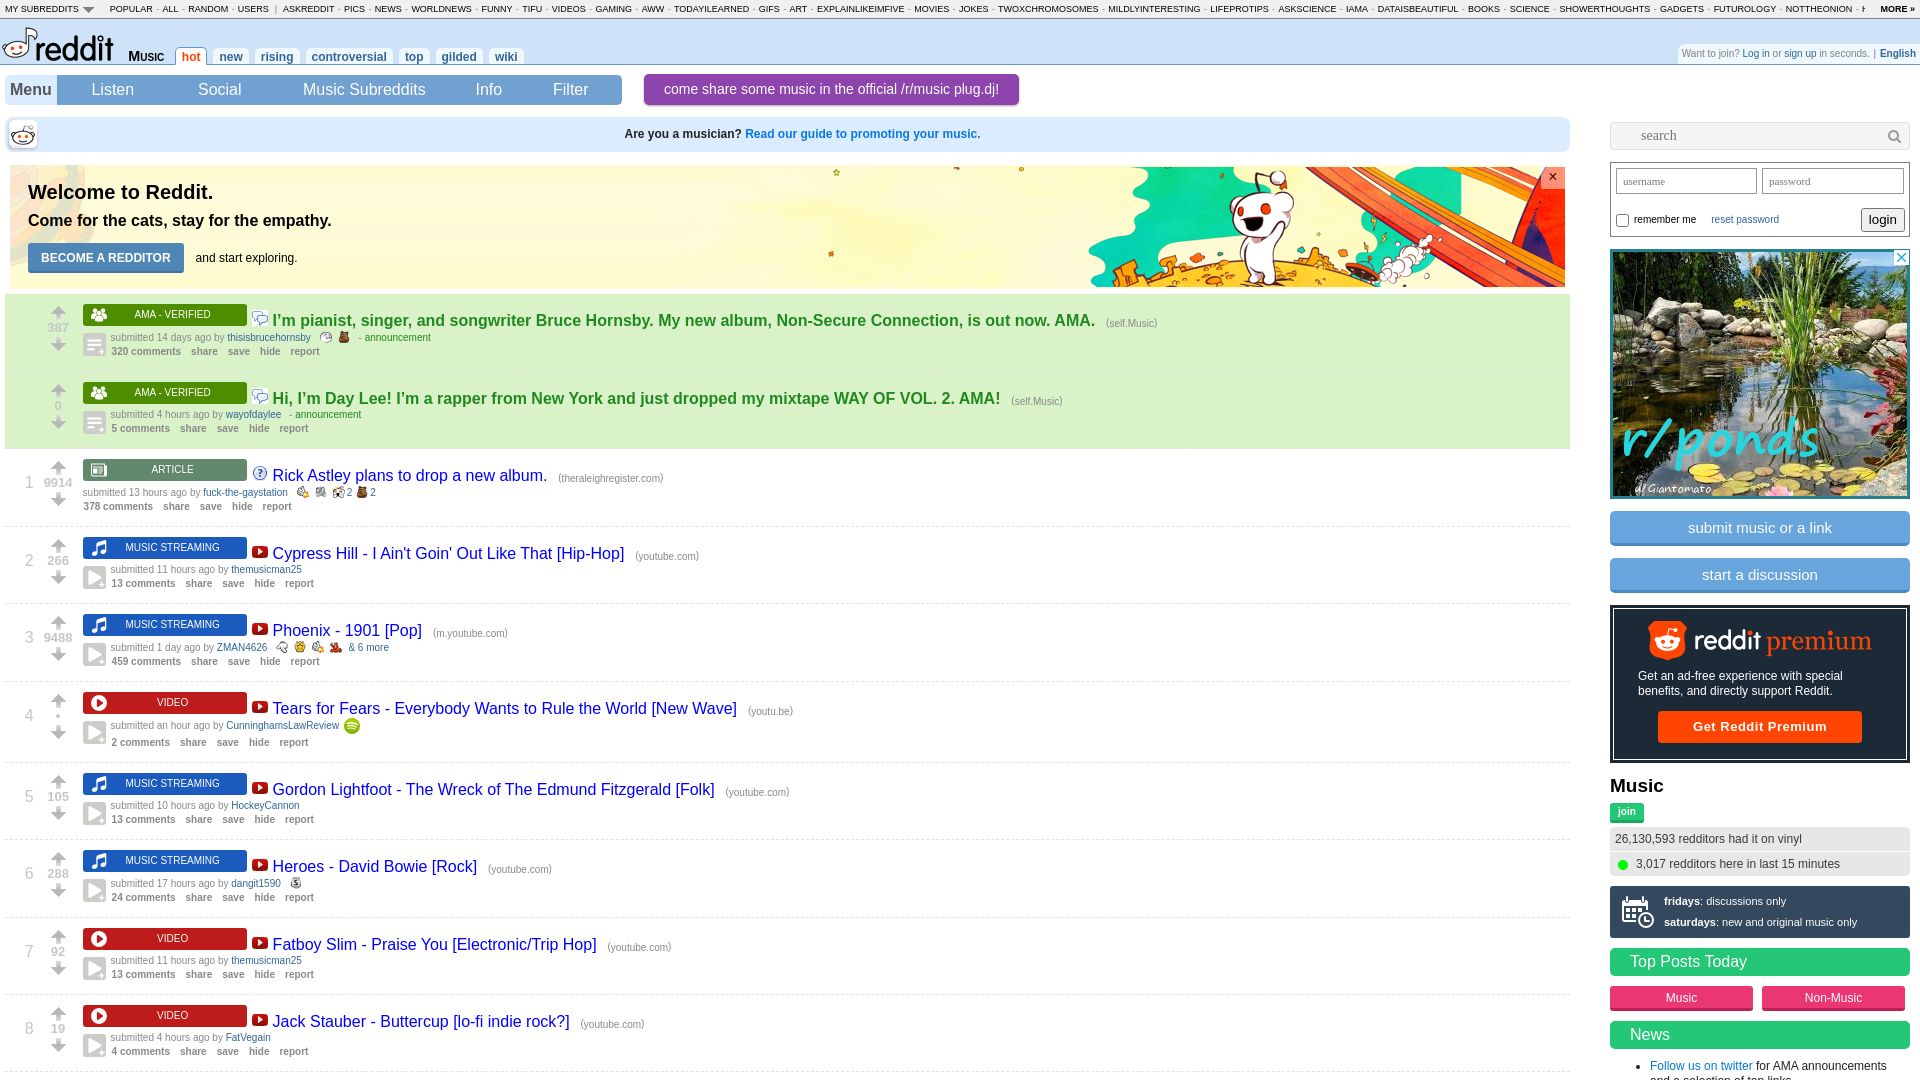 MY SUBREDDITS POPULAR - ALL - RANDOM - USERS | ASKREDDIT - PICS - NEWS - WORLDNEWS - FUNNY - TIFU - VIDEOS - GAMING - AWW - TODAYILEARNED - GIFS - ART - EXPLAINLIKEIMFIVE - MOVIES - JOKES - TWOXCHROMOSOMES - MILDLYINTERESTING - LIFEPROTIPS - ASKSCIENCE - IAMA - DATAISBEAUTIFUL - BOOKS - SCIENCE - SHOWERTHOUGHTS - GADGETS - FUTUROLOGY - NOTTHEONION - MORE »
reddit MUSIC hot new rising controversial top gilded wiki
Want to join? Log in or sign up in seconds. | English
Menu Listen Social Music Subreddits Info Filter
come share some music in the official /r/music plug.dj!
Are you a musician? Read our guide to promoting your music.
Welcome to Reddit.
Come for the cats, stay for the empathy.
BECOME A REDDITOR and start exploring.
×
387
AMA - VERIFIED I’m pianist, singer, and songwriter Bruce Hornsby. My new album, Non-Secure Connection, is out now. AMA. (self.Music)
submitted 14 days ago by thisisbrucehornsby - announcement
320 comments share save hide report
0
AMA - VERIFIED Hi, I’m Day Lee! I’m a rapper from New York and just dropped my mixtape WAY OF VOL. 2. AMA! (self.Music)
submitted 4 hours ago by wayofdaylee - announcement
5 comments share save hide report
1 9914
ARTICLE Rick Astley plans to drop a new album. (theraleighregister.com)
submitted 13 hours ago by fuck-the-gaystation 2 2
378 comments share save hide report
2 266
MUSIC STREAMING Cypress Hill - I Ain't Goin' Out Like That [Hip-Hop] (youtube.com)
submitted 11 hours ago by themusicman25
13 comments share save hide report
3 9488
MUSIC STREAMING Phoenix - 1901 [Pop] (m.youtube.com)
submitted 1 day ago by ZMAN4626 & 6 more
459 comments share save hide report
4 •
VIDEO Tears for Fears - Everybody Wants to Rule the World [New Wave] (youtu.be)
submitted an hour ago by CunninghamsLawReview
2 comments share save hide report
5 105
MUSIC STREAMING Gordon Lightfoot - The Wreck of The Edmund Fitzgerald [Folk] (youtube.com)
submitted 10 hours ago by HockeyCannon
13 comments share save hide report
6 288
MUSIC STREAMING Heroes - David Bowie [Rock] (youtube.com)
submitted 17 hours ago by dangit1590
24 comments share save hide report
7 92
VIDEO Fatboy Slim - Praise You [Electronic/Trip Hop] (youtube.com)
submitted 11 hours ago by themusicman25
13 comments share save hide report
8 19
VIDEO Jack Stauber - Buttercup [lo-fi indie rock?] (youtube.com)
submitted 4 hours ago by FatVegain
4 comments share save hide report
search
username password
remember me reset password login
r/ponds
u/Giantomato
submit music or a link
start a discussion
reddit premium
Get an ad-free experience with special
benefits, and directly support Reddit.
Get Reddit Premium
Music
join
26,130,593 redditors had it on vinyl
3,017 redditors here in last 15 minutes
fridays: discussions only
saturdays: new and original music only
Top Posts Today
Music Non-Music
News
• Follow us on twitter for AMA announcements
and a selection of top links